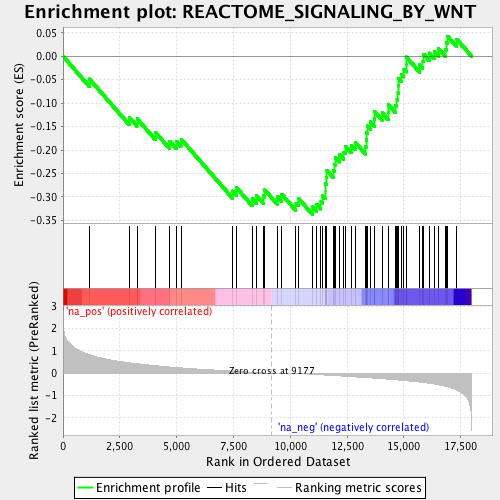 Enrichment plot: REACTOME_SIGNALING_BY_WNT
Enrichment score (ES)
0.05
0.00
-0.05
-0.10
-0.15
-0.20
-0.25
-0.30
-0.35
'na_pos' (positively correlated)
Ranked list metric (PreRanked)
3
2
1
0
-1
-2
Zero cross at 9177
'na_neg' (negatively correlated)
0
2,500
5,000
7,500
10,000
12,500
15,000
17,500
Rank in Ordered Dataset
Enrichment profile
Hits
Ranking metric scores